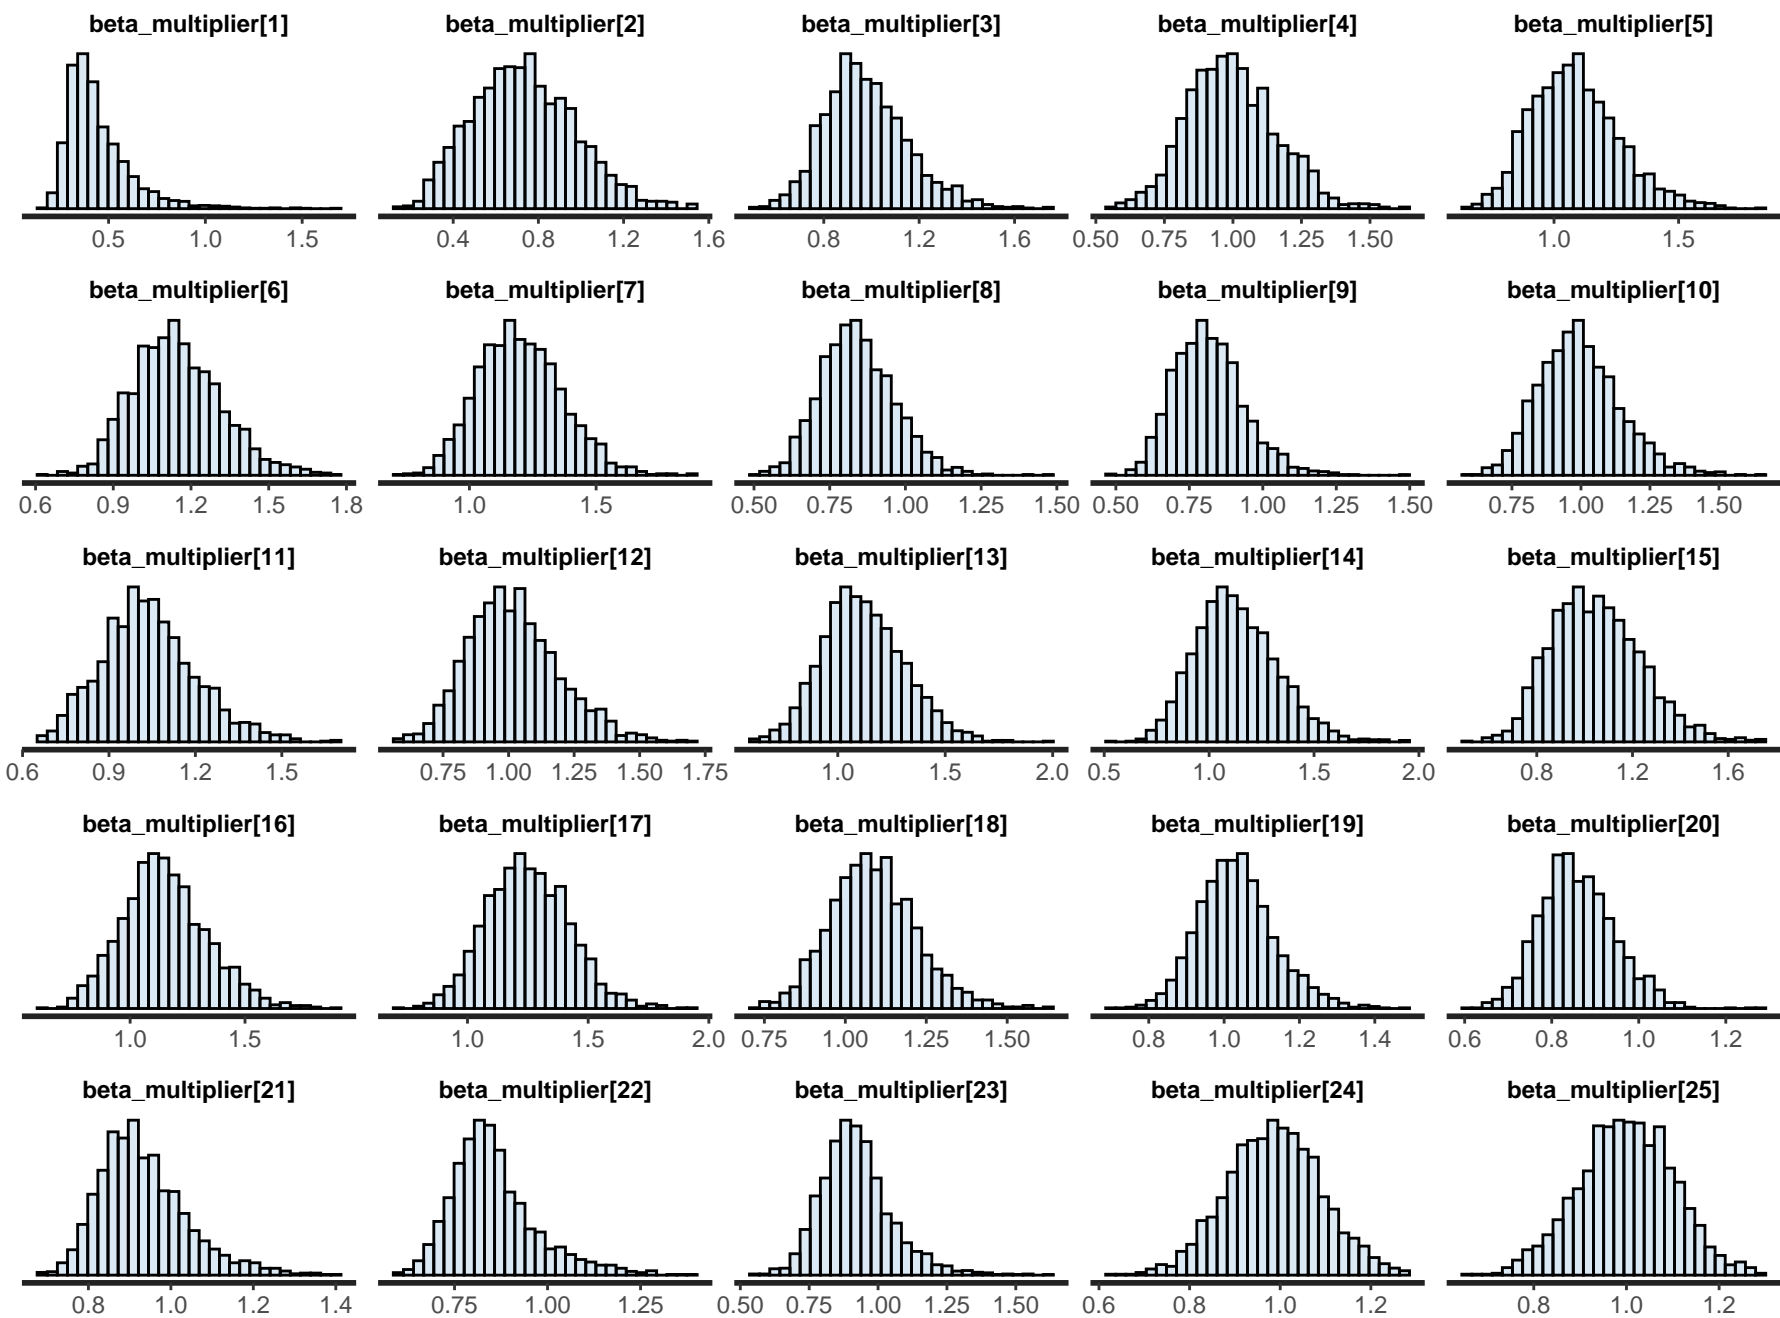 beta_multiplier[1] beta_multiplier[2] beta_multiplier[3] beta_multiplier[4] beta_multiplier[5]
0.5 1.0 1.5 0.4 0.8 1.2 1.6 0.8 1.2 1.6 0.50 0.75 1.00 1.25 1.50 1.0 1.5
beta_multiplier[6] beta_multiplier[7] beta_multiplier[8] beta_multiplier[9] beta_multiplier[10]
0.6 0.9 1.2 1.5 1.8 1.0 1.5 0.50 0.75 1.00 1.25 1.50 0.50 0.75 1.00 1.25 1.50 0.75 1.00 1.25 1.50
beta_multiplier[11] beta_multiplier[12] beta_multiplier[13] beta_multiplier[14] beta_multiplier[15]
0.6 0.9 1.2 1.5 0.75 1.00 1.25 1.50 1.75 1.0 1.5 2.0 0.5 1.0 1.5 2.0 0.8 1.2 1.6
beta_multiplier[16] beta_multiplier[17] beta_multiplier[18] beta_multiplier[19] beta_multiplier[20]
1.0 1.5 1.0 1.5 2.0 0.75 1.00 1.25 1.50 0.8 1.0 1.2 1.4 0.6 0.8 1.0 1.2
beta_multiplier[21] beta_multiplier[22] beta_multiplier[23] beta_multiplier[24] beta_multiplier[25]
0.8 1.0 1.2 1.4 0.75 1.00 1.25 0.50 0.75 1.00 1.25 1.50 0.6 0.8 1.0 1.2 0.8 1.0 1.2